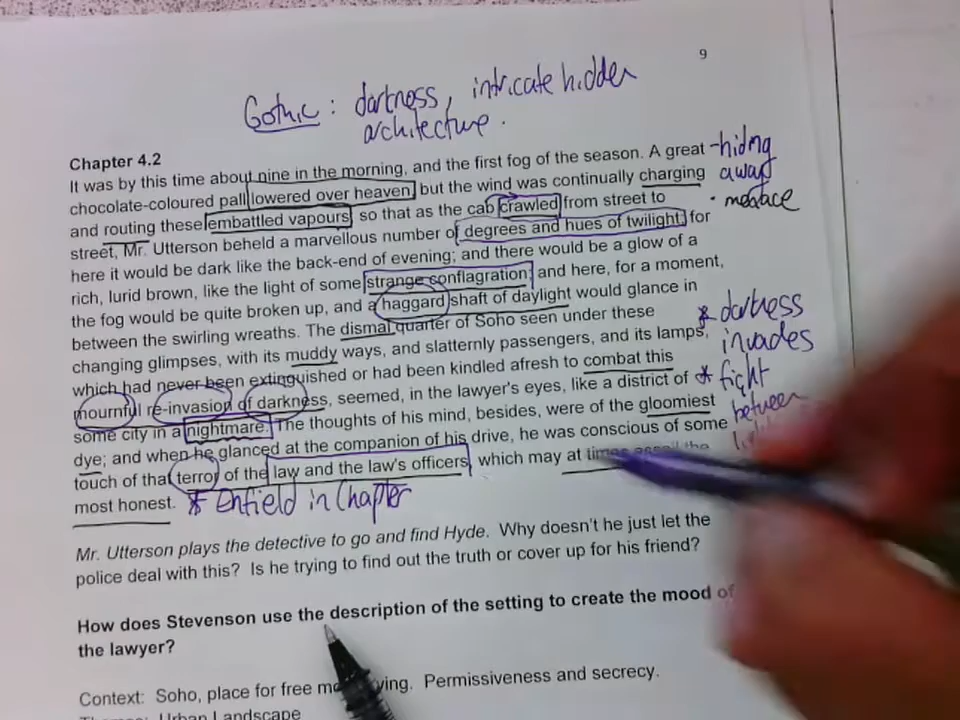 9
Gothic : darkness, intricate hidden
architecture.
Chapter 4.2
It was by this time about nine in the morning, and the first fog of the season. A great
- hiding
chocolate-coloured pall lowered over heaven, but the wind was continually charging
away
and routing these embattled vapours; so that as the cab crawled from street to
• menace
street, Mr. Utterson beheld a marvellous number of degrees and hues of twilight; for
here it would be dark like the back-end of evening; and there would be a glow of a
rich, lurid brown, like the light of some strange conflagration; and here, for a moment,
the fog would be quite broken up, and a haggard shaft of daylight would glance in
between the swirling wreaths. The dismal quarter of Soho seen under these
* darkness
changing glimpses, with its muddy ways, and slatternly passengers, and its lamps,
invades
which had never been extinguished or had been kindled afresh to combat this
mournful re-invasion of darkness, seemed, in the lawyer's eyes, like a district of
* fight
some city in a nightmare. The thoughts of his mind, besides, were of the gloomiest
between
dye; and when he glanced at the companion of his drive, he was conscious of some
touch of that terror of the law and the law's officers, which may at times the
most honest.
* Enfield in Chapter
Mr. Utterson plays the detective to go and find Hyde. Why doesn't he just let the
police deal with this? Is he trying to find out the truth or cover up for his friend?
How does Stevenson use the description of the setting to create the mood of
the lawyer?
Context: Soho, place for free . Permissiveness and secrecy.
Urban Landscape